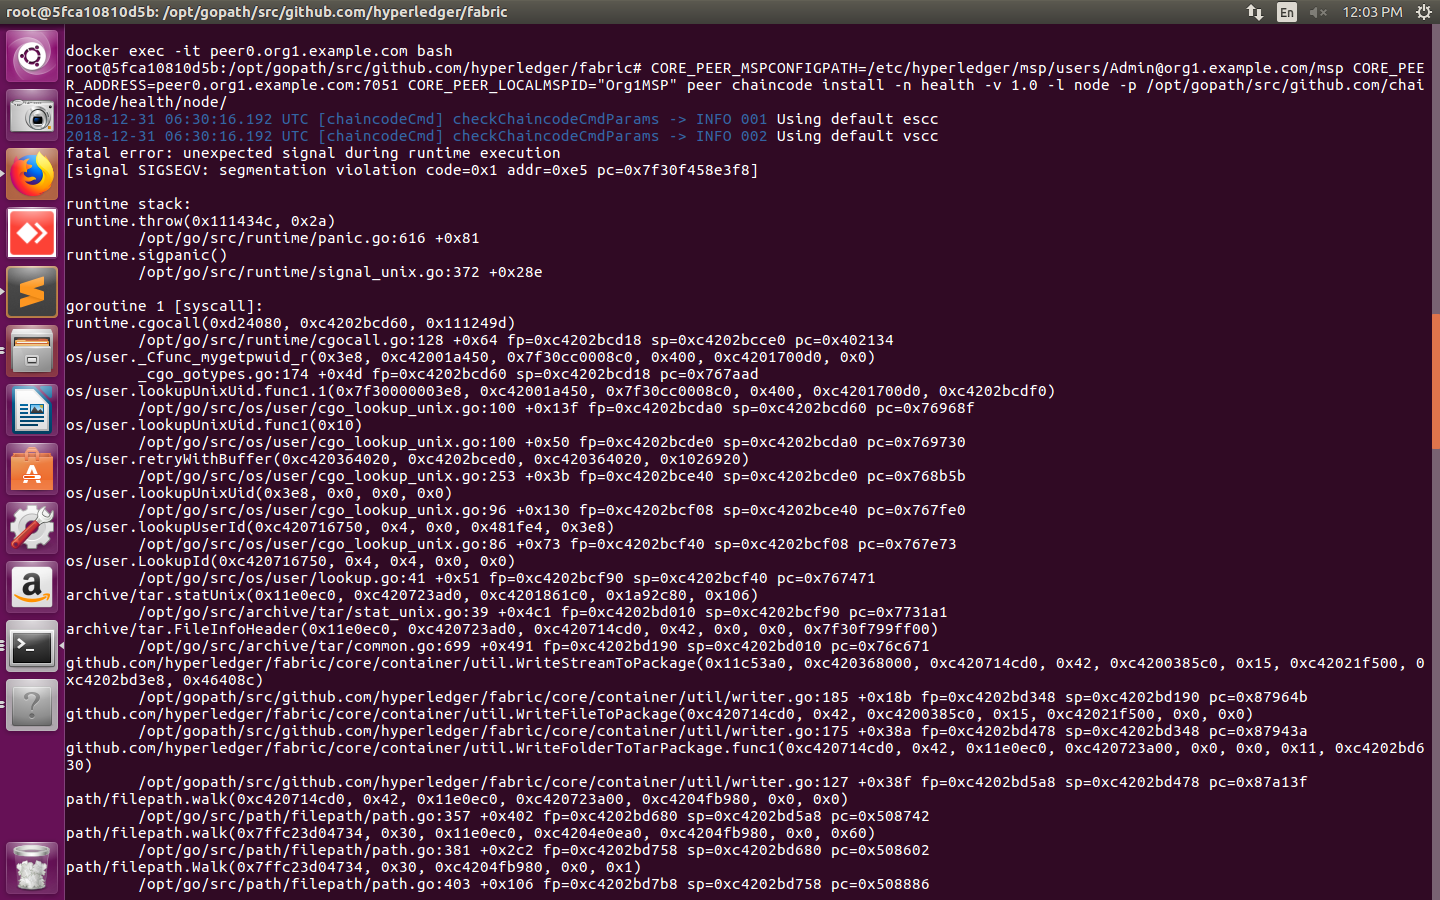 root@5fca10810d5b: /opt/gopath/src/github.com/hyperledger/fabric
En
12:03 PM
docker exec -it peer0.org1.example.com bash
root@5fca10810d5b:/opt/gopath/src/github.com/hyperledger/fabric# CORE_PEER_MSPCONFIGPATH=/etc/hyperledger/msp/users/Admin@org1.example.com/msp CORE_PEE
R_ADDRESS=peer0.org1.example.com:7051 CORE_PEER_LOCALMSPID="Org1MSP" peer chaincode install -n health -v 1.0 -l node -p /opt/gopath/src/github.com/chai
ncode/health/node/
2018-12-31 06:30:16.192 UTC [chaincodeCmd] checkChaincodeCmdParams -> INFO 001 Using default escc
2018-12-31 06:30:16.192 UTC [chaincodeCmd] checkChaincodeCmdParams -> INFO 002 Using default vscc
fatal error: unexpected signal during runtime execution
[signal SIGSEGV: segmentation violation code=0x1 addr=0xe5 pc=0x7f30f458e3f8]
runtime stack:
runtime.throw(0x111434c, 0x2a)
/opt/go/src/runtime/panic.go:616 +0x81
runtime.sigpanic()
/opt/go/src/runtime/signal_unix.go:372 +0x28e
goroutine 1 [syscall]:
runtime.cgocall(0xd24080, 0xc4202bcd60, 0x111249d)
/opt/go/src/runtime/cgocall.go:128 +0x64 fp=0xc4202bcd18 sp=0xc4202bcce0 pc=0x402134
os/user._Cfunc_mygetpwuid_r(0x3e8, 0xc42001a450, 0x7f30cc0008c0, 0x400, 0xc4201700d0, 0x0)
_cgo_gotypes.go:174 +0x4d fp=0xc4202bcd60 sp=0xc4202bcd18 pc=0x767aad
os/user.lookupUnixUid.func1.1(0x7f30000003e8, 0xc42001a450, 0x7f30cc0008c0, 0x400, 0xc4201700d0, 0xc4202bcdf0)
/opt/go/src/os/user/cgo_lookup_unix.go:100 +0x13f fp=0xc4202bcda0 sp=0xc4202bcd60 pc=0x76968f
os/user.lookupUnixUid.func1(0x10)
/opt/go/src/os/user/cgo_lookup_unix.go:100 +0x50 fp=0xc4202bcde0 sp=0xc4202bcda0 pc=0x769730
os/user.retryWithBuffer(0xc420364020, 0xc4202bced0, 0xc420364020, 0x1026920)
/opt/go/src/os/user/cgo_lookup_unix.go:253 +0x3b fp=0xc4202bce40 sp=0xc4202bcde0 pc=0x768b5b
os/user.lookupUnixUid(0x3e8, 0x0, 0x0, 0x0)
/opt/go/src/os/user/cgo_lookup_unix.go:96 +0x130 fp=0xc4202bcf08 sp=0xc4202bce40 pc=0x767fe0
os/user.lookupUserId(0xc420716750, 0x4, 0x0, 0x481fe4, 0x3e8)
/opt/go/src/os/user/cgo_lookup_unix.go:86 +0x73 fp=0xc4202bcf40 sp=0xc4202bcf08 pc=0x767e73
os/user.LookupId(0xc420716750, 0x4, 0x4, 0x0, 0x0)
/opt/go/src/os/user/lookup.go:41 +0x51 fp=0xc4202bcf90 sp=0xc4202bcf40 pc=0x767471
archive/tar.statUnix(0x11e0ec0, 0xc420723ad0, 0xc4201861c0, 0x1a92c80, 0x106)
/opt/go/src/archive/tar/stat_unix.go:39 +0x4c1 fp=0xc4202bd010 sp=0xc4202bcf90 pc=0x7731a1
archive/tar.FileInfoHeader(0x11e0ec0, 0xc420723ad0, 0xc420714cd0, 0x42, 0x0, 0x0, 0x7f30f799ff00)
/opt/go/src/archive/tar/common.go:699 +0x491 fp=0xc4202bd190 sp=0xc4202bd010 pc=0x76c671
github.com/hyperledger/fabric/core/container/util.WriteStreamToPackage(0x11c53a0, 0xc420368000, 0xc420714cd0, 0x42, 0xc4200385c0, 0x15, 0xc42021f500, 0
xc4202bd3e8, 0x46408c)
/opt/gopath/src/github.com/hyperledger/fabric/core/container/util/writer.go:185 +0x18b fp=0xc4202bd348 sp=0xc4202bd190 pc=0x87964b
github.com/hyperledger/fabric/core/container/util.WriteFileToPackage(0xc420714cd0, 0x42, 0xc4200385c0, 0x15, 0xc42021f500, 0x0, 0x0)
/opt/gopath/src/github.com/hyperledger/fabric/core/container/util/writer.go:175 +0x38a fp=0xc4202bd478 sp=0xc4202bd348 pc=0x87943a
github.com/hyperledger/fabric/core/container/util.WriteFolderToTarPackage.func1(0xc420714cd0, 0x42, 0x11e0ec0, 0xc420723a00, 0x0, 0x0, 0x11, 0xc4202bd6
30)
/opt/gopath/src/github.com/hyperledger/fabric/core/container/util/writer.go:127 +0x38f fp=0xc4202bd5a8 sp=0xc4202bd478 pc=0x87a13f
path/filepath.walk(0xc420714cd0, 0x42, 0x11e0ec0, 0xc420723a00, 0xc4204fb980, 0x0, 0x0)
/opt/go/src/path/filepath/path.go:357 +0x402 fp=0xc4202bd680 sp=0xc4202bd5a8 pc=0x508742
path/filepath.walk(0x7ffc23d04734, 0x30, 0x11e0ec0, 0xc4204e0ea0, 0xc4204fb980, 0x0, 0x60)
/opt/go/src/path/filepath/path.go:381 +0x2c2 fp=0xc4202bd758 sp=0xc4202bd680 pc=0x508602
path/filepath.Walk(0x7ffc23d04734, 0x30, 0xc4204fb980, 0x0, 0x1)
/opt/go/src/path/filepath/path.go:403 +0x106 fp=0xc4202bd7b8 sp=0xc4202bd758 pc=0x508886